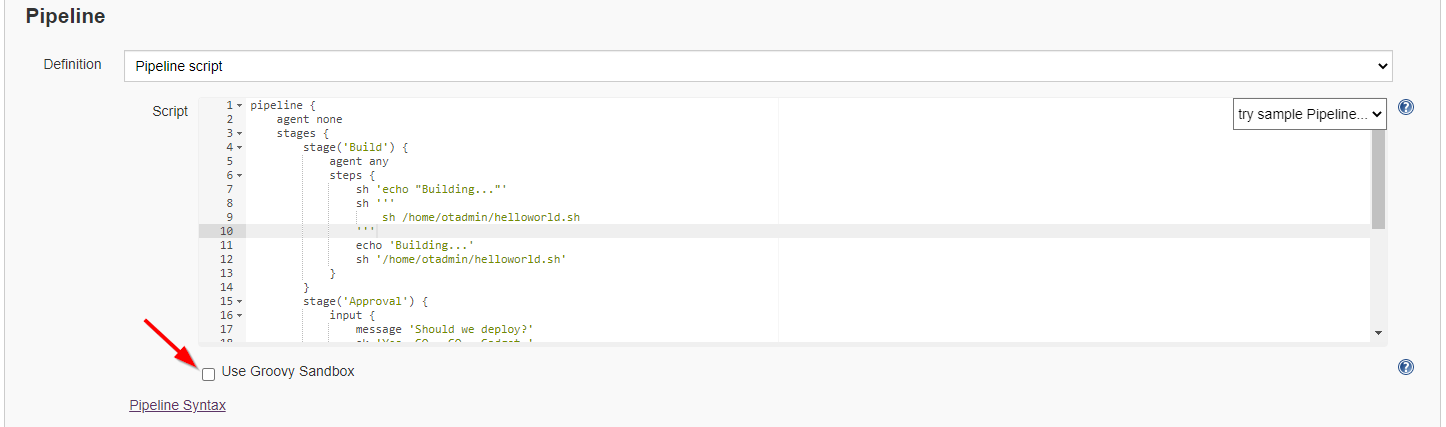 Pipeline
Definition
Pipeline script
Script
try sample Pipeline...
1 pipeline {
2 agent none
3 stages {
4 stage('Build') {
5 agent any
6 steps {
7 sh 'echo "Building..."'
8 sh '''
9 sh /home/otadmin/helloworld.sh
10 '''
11 echo 'Building...'
12 sh '/home/otadmin/helloworld.sh'
13 }
14 }
15 stage('Approval') {
16 input {
17 message 'Should we deploy?'
Use Groovy Sandbox
Pipeline Syntax